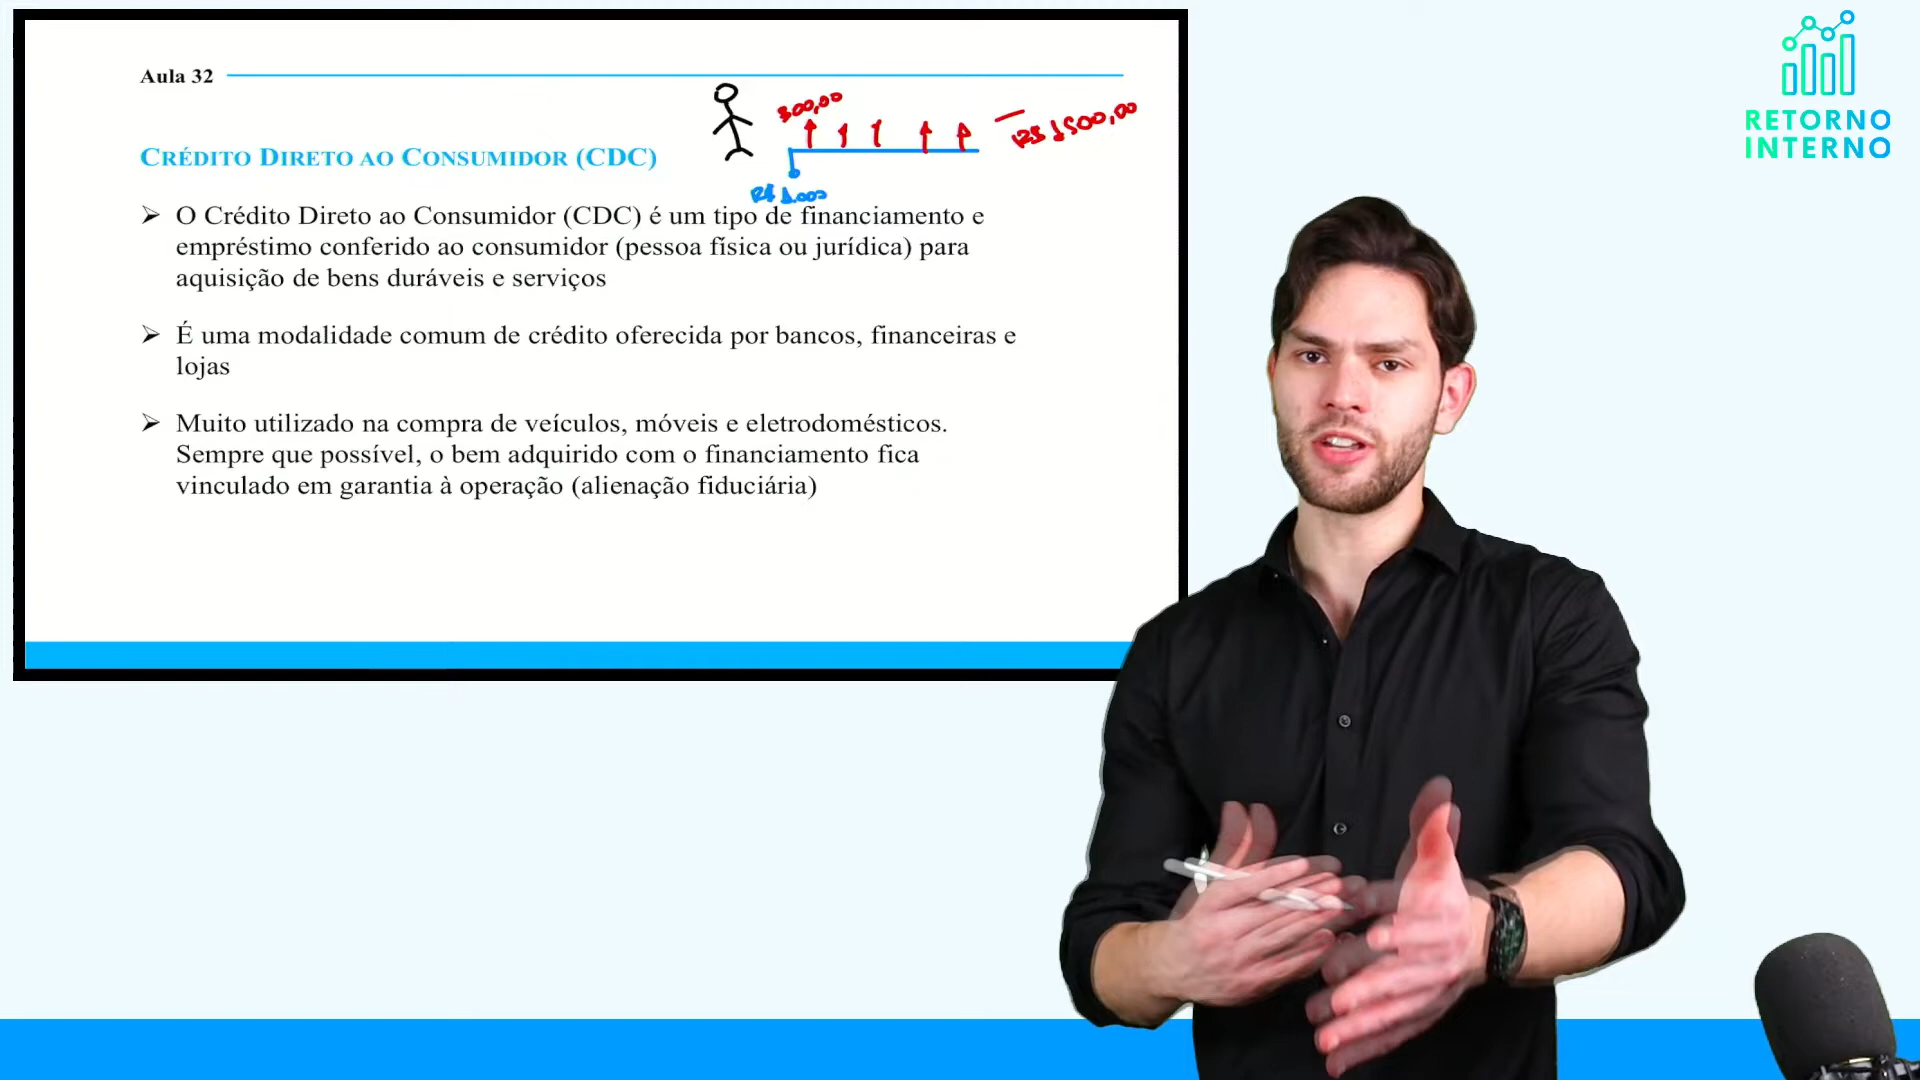 Aula 32
300,00
R$ 1500,00
CRÉDITO DIRETO AO CONSUMIDOR (CDC)
R$ 1.000
➢ O Crédito Direto ao Consumidor (CDC) é um tipo de financiamento e
empréstimo conferido ao consumidor (pessoa física ou jurídica) para
aquisição de bens duráveis e serviços
➢ É uma modalidade comum de crédito oferecida por bancos, financeiras e
lojas
➢ Muito utilizado na compra de veículos, móveis e eletrodomésticos.
Sempre que possível, o bem adquirido com o financiamento fica
vinculado em garantia à operação (alienação fiduciária)
RETORNO
INTERNO